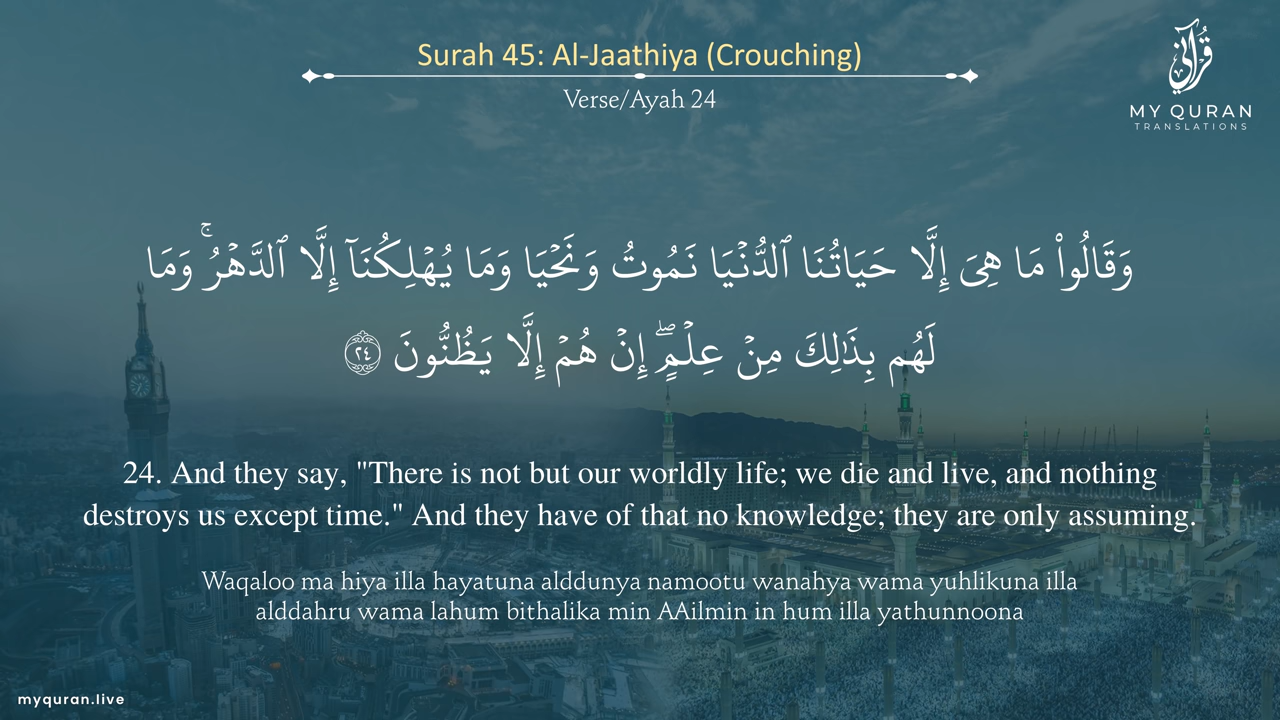 Surah 45: Al-Jaathiya (Crouching)
Verse/Ayah 24
قرآني
MY QURAN
TRANSLATIONS
وَقَالُوا۟ مَا هِىَ إِلَّا حَيَاتُنَا ٱلدُّنْيَا نَمُوتُ وَنَحْيَا وَمَا يُهْلِكُنَآ إِلَّا ٱلدَّهْرُ ۚ وَمَا
لَهُم بِذَٰلِكَ مِنْ عِلْمٍ ۖ إِنْ هُمْ إِلَّا يَظُنُّونَ ٢٤
24. And they say, "There is not but our worldly life; we die and live, and nothing
destroys us except time." And they have of that no knowledge; they are only assuming.
Waqaloo ma hiya illa hayatuna alddunya namootu wanahya wama yuhlikuna illa
alddahru wama lahum bithalika min AAilmin in hum illa yathunnoona
myquran.live